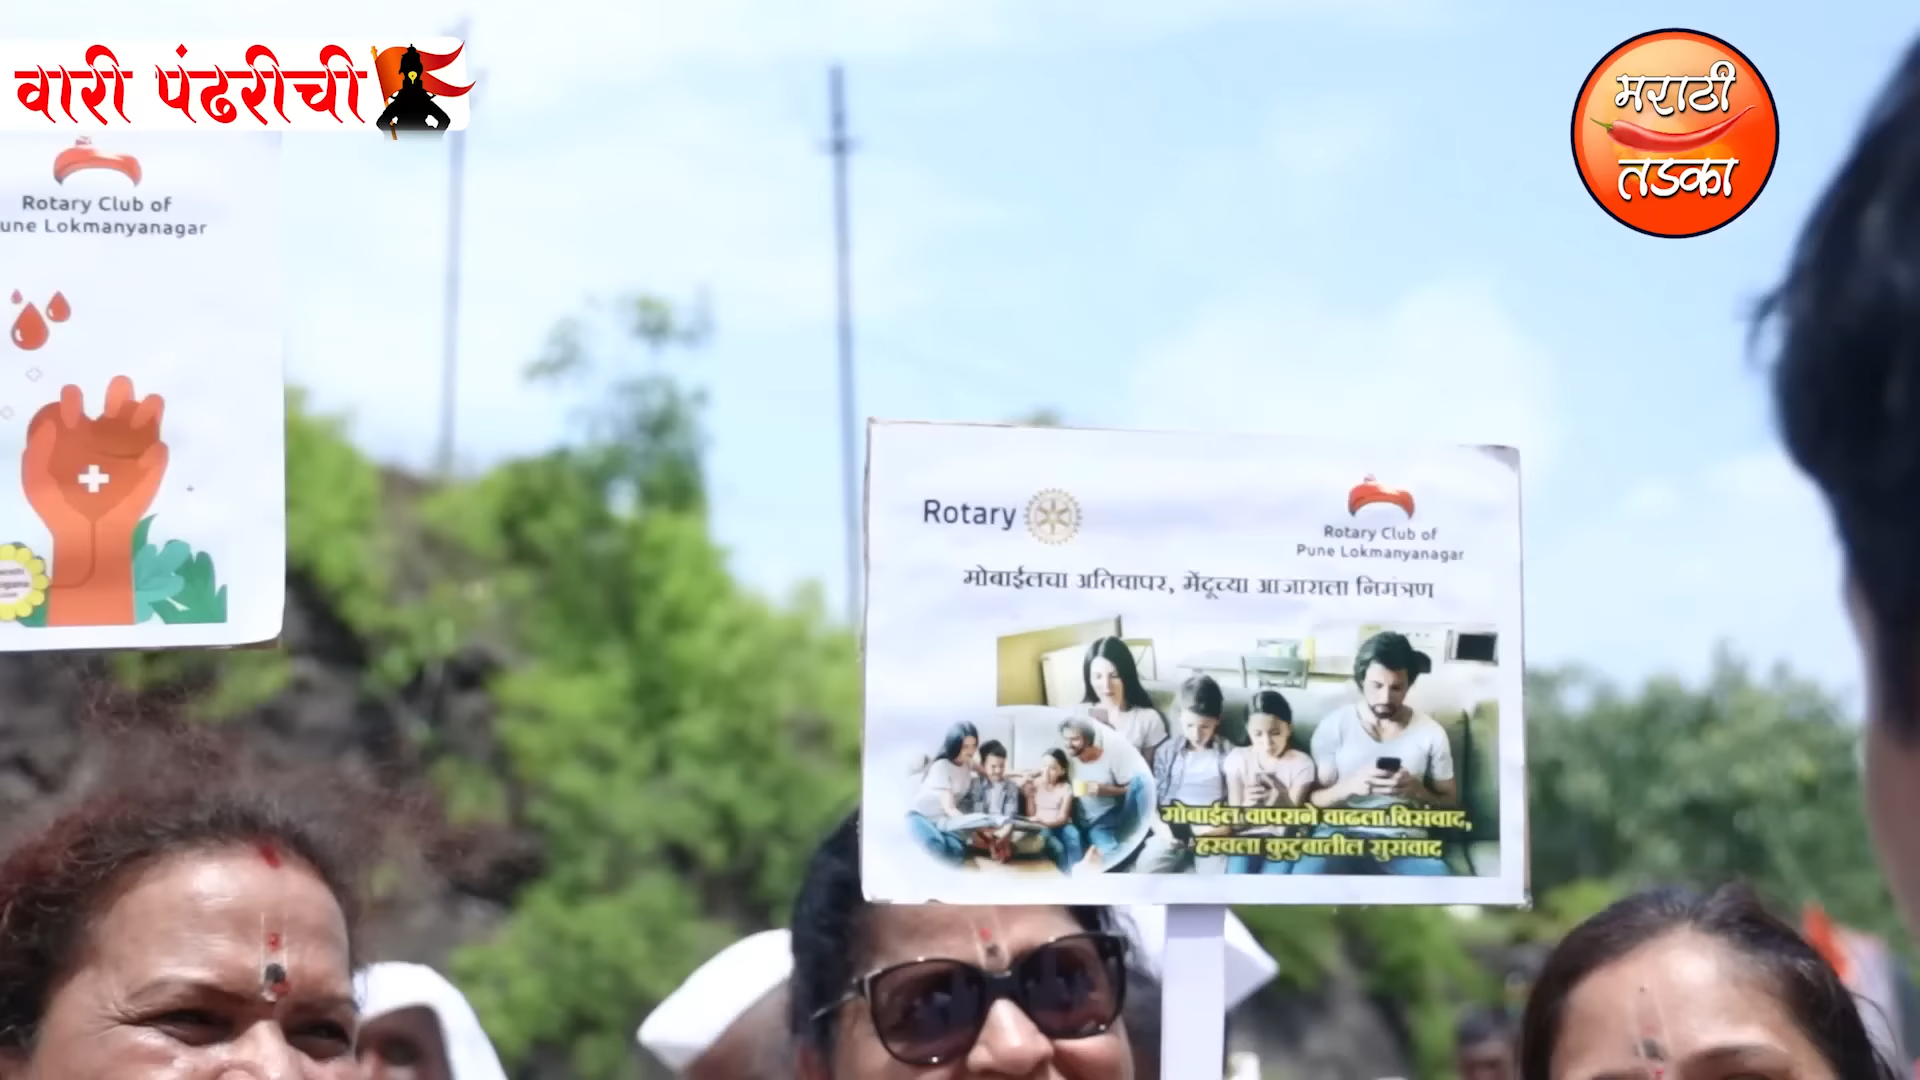 वारी पंढरीची
मराठी
तडका
Rotary Club of
une Lokmanyanagar
Rotary
Rotary Club of
Pune Lokmanyanagar
मोबाईलचा अतिवापर, मेंदूच्या आजाराला निमंत्रण
मोबाईल वापराने वाढला विसंवाद,
हरवला कुटुंबातील सुसंवाद